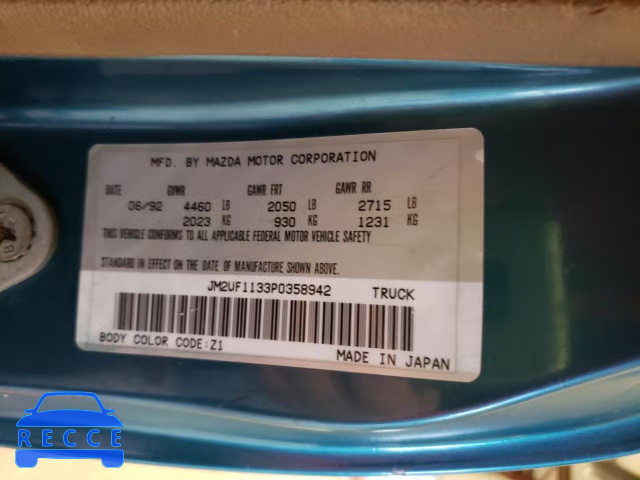 MFD. BY MAZDA MOTOR CORPORATION
DATE GVWR GAWR FRT GAWR RR
06/92 4460 LB 2050 LB 2715 LB
2023 KG 930 KG 1231 KG
THIS VEHICLE CONFORMS TO ALL APPLICABLE FEDERAL MOTOR VEHICLE SAFETY
STANDARD IN EFFECT ON THE DATE OF MANUFACTURE SHOWN ABOVE.
JM2UF1133P0358942 TRUCK
BODY COLOR CODE:Z1
MADE IN JAPAN
RECCE